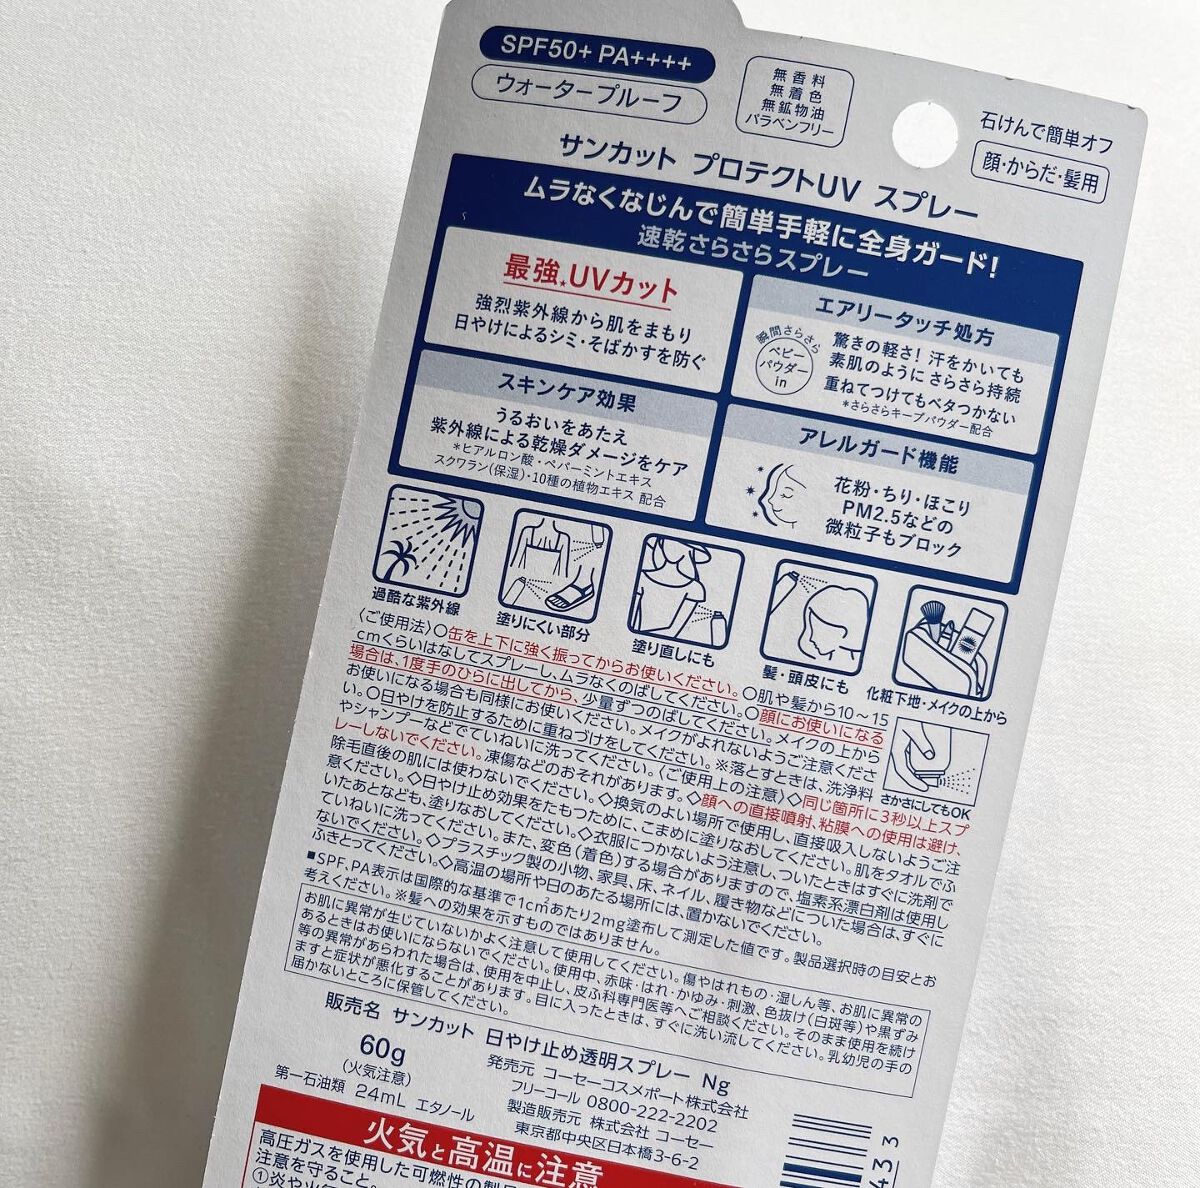 SPF50+ PA++++
ウォータープルーフ
無香料
無着色
無鉱物油
パラベンフリー
石けんで簡単オフ
顔・からだ・髪用
サンカット プロテクトUV スプレー
ムラなくなじんで簡単手軽に全身ガード!
速乾さらさらスプレー
最強★UVカット
強烈紫外線から肌をまもり
日やけによるシミ・そばかすを防ぐ
エアリータッチ処方
瞬間さらさら
ベビー
パウダー
in
驚きの軽さ! 汗をかいても
素肌のように さらさら持続
重ねてつけてもベタつかない
*さらさらキープパウダー配合
スキンケア効果
うるおいをあたえ
紫外線による乾燥ダメージをケア
*ヒアルロン酸・ペパーミントエキス
スクワラン(保湿)・10種の植物エキス 配合
アレルガード機能
花粉・ちり・ほこり
PM2.5などの
微粒子もブロック
過酷な紫外線
塗りにくい部分
塗り直しにも
髪・頭皮にも
化粧下地・メイクの上から
〈ご使用法〉○缶を上下に強く振ってからお使いください。○肌や髪から10～15
cmくらいはなしてスプレーし、ムラなくのばしてください。○顔にお使いになる
場合は、1度手のひらに出してから、少量ずつのばしてください。メイクの上から
お使いになる場合も同様にお使いください。メイクがよれないようご注意くださ
い。○日やけを防止するために重ねづけをしてください。※落とすときは、洗浄料
やシャンプーなどでていねいに洗ってください。〈ご使用上の注意〉◇同じ箇所に3秒以上スプ
レーしないでください。凍傷などのおそれがあります。◇顔への直接噴射、粘膜への使用は避け、
除毛直後の肌には使わないでください。◇換気のよい場所で使用し、直接吸入しないようご注
意ください。◇日やけ止め効果をたもつために、こまめに塗りなおしてください。肌をタオルでふ
いたあとなども、塗りなおしてください。◇衣服につかないよう注意し、ついたときはすぐに洗剤で
ていねいに洗ってください。また、変色(着色)する場合がありますので、塩素系漂白剤は使用し
ないでください。◇プラスチック製の小物、家具、床、ネイル、履き物などについた場合は、すぐに
ふきとってください。◇高温の場所や日のあたる場所には、置かないでください。
さかさにしてもOK
■SPF、PA表示は国際的な基準で1cm²あたり2mg塗布して測定した値です。製品選択時の目安とお
考えください。※髪への効果を示すものではありません。
お肌に異常が生じていないかよく注意して使用してください。傷やはれもの・湿しん等、お肌に異常の
あるときはお使いにならないでください。使用中、赤味・はれ・かゆみ・刺激、色抜け(白斑等)や黒ずみ
等の異常があらわれた場合は、使用を中止し、皮ふ科専門医等へご相談ください。そのまま使用を続け
ますと症状が悪化することがあります。目に入ったときは、すぐに洗い流してください。乳幼児の手の
届かないところに保管してください。
販売名 サンカット 日やけ止め透明スプレー Ng
60g
(火気注意)
第一石油類 24mL エタノール
発売元 コーセーコスメポート株式会社
フリーコール 0800-222-2202
製造販売元 株式会社 コーセー
東京都中央区日本橋3-6-2
火気と高温に注意
高圧ガスを使用した可燃性の製
注意を守ること。
433